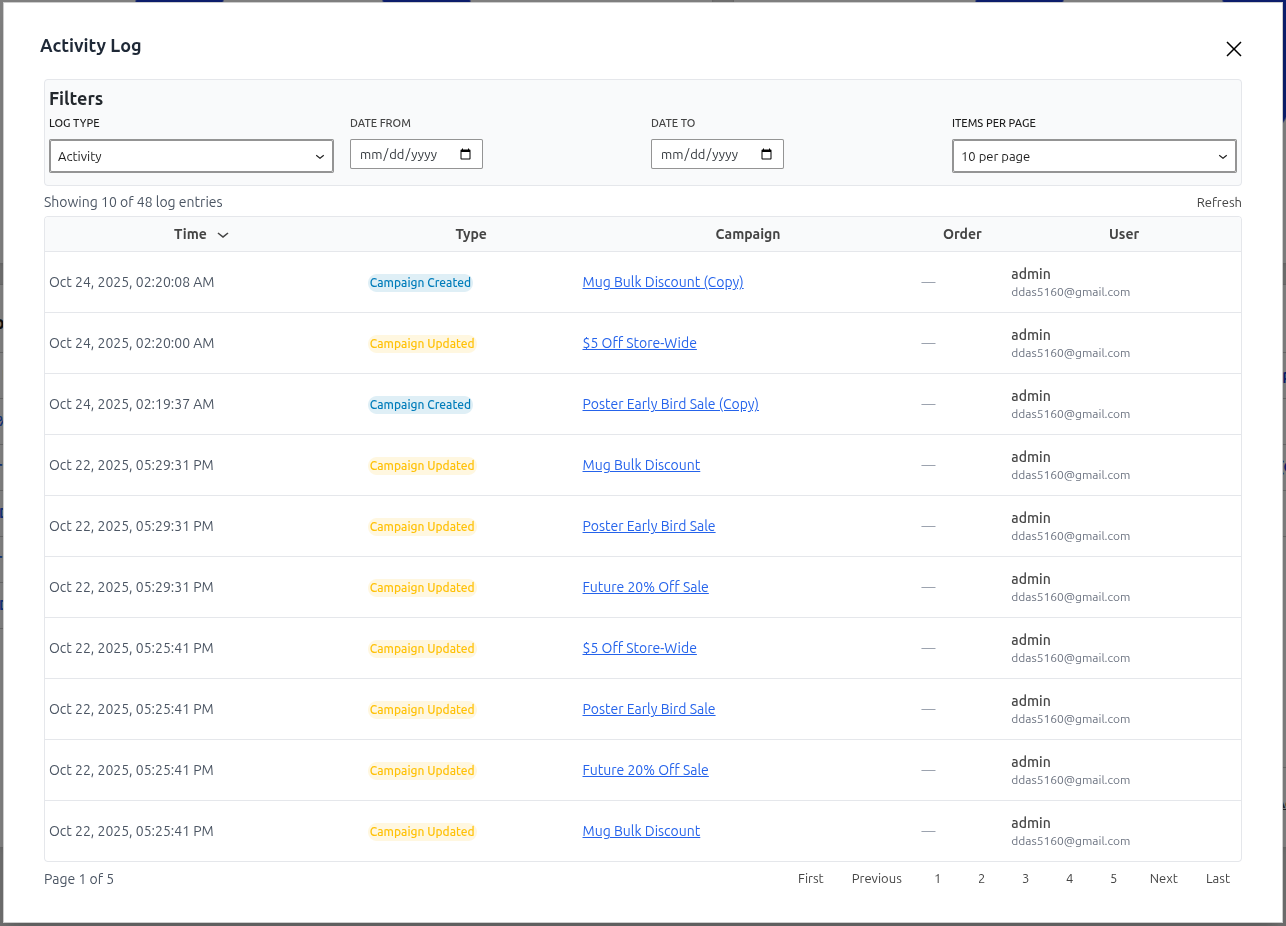 Activity Log
Filters
LOG TYPE DATE FROM DATE TO ITEMS PER PAGE
Activity mm/dd/yyyy mm/dd/yyyy 10 per page
Showing 10 of 48 log entries Refresh
Time Type Campaign Order User
Oct 24, 2025, 02:20:08 AM Campaign Created Mug Bulk Discount (Copy) — admin
ddas5160@gmail.com
Oct 24, 2025, 02:20:00 AM Campaign Updated $5 Off Store-Wide — admin
ddas5160@gmail.com
Oct 24, 2025, 02:19:37 AM Campaign Created Poster Early Bird Sale (Copy) — admin
ddas5160@gmail.com
Oct 22, 2025, 05:29:31 PM Campaign Updated Mug Bulk Discount — admin
ddas5160@gmail.com
Oct 22, 2025, 05:29:31 PM Campaign Updated Poster Early Bird Sale — admin
ddas5160@gmail.com
Oct 22, 2025, 05:29:31 PM Campaign Updated Future 20% Off Sale — admin
ddas5160@gmail.com
Oct 22, 2025, 05:25:41 PM Campaign Updated $5 Off Store-Wide — admin
ddas5160@gmail.com
Oct 22, 2025, 05:25:41 PM Campaign Updated Poster Early Bird Sale — admin
ddas5160@gmail.com
Oct 22, 2025, 05:25:41 PM Campaign Updated Future 20% Off Sale — admin
ddas5160@gmail.com
Oct 22, 2025, 05:25:41 PM Campaign Updated Mug Bulk Discount — admin
ddas5160@gmail.com
Page 1 of 5 First Previous 1 2 3 4 5 Next Last